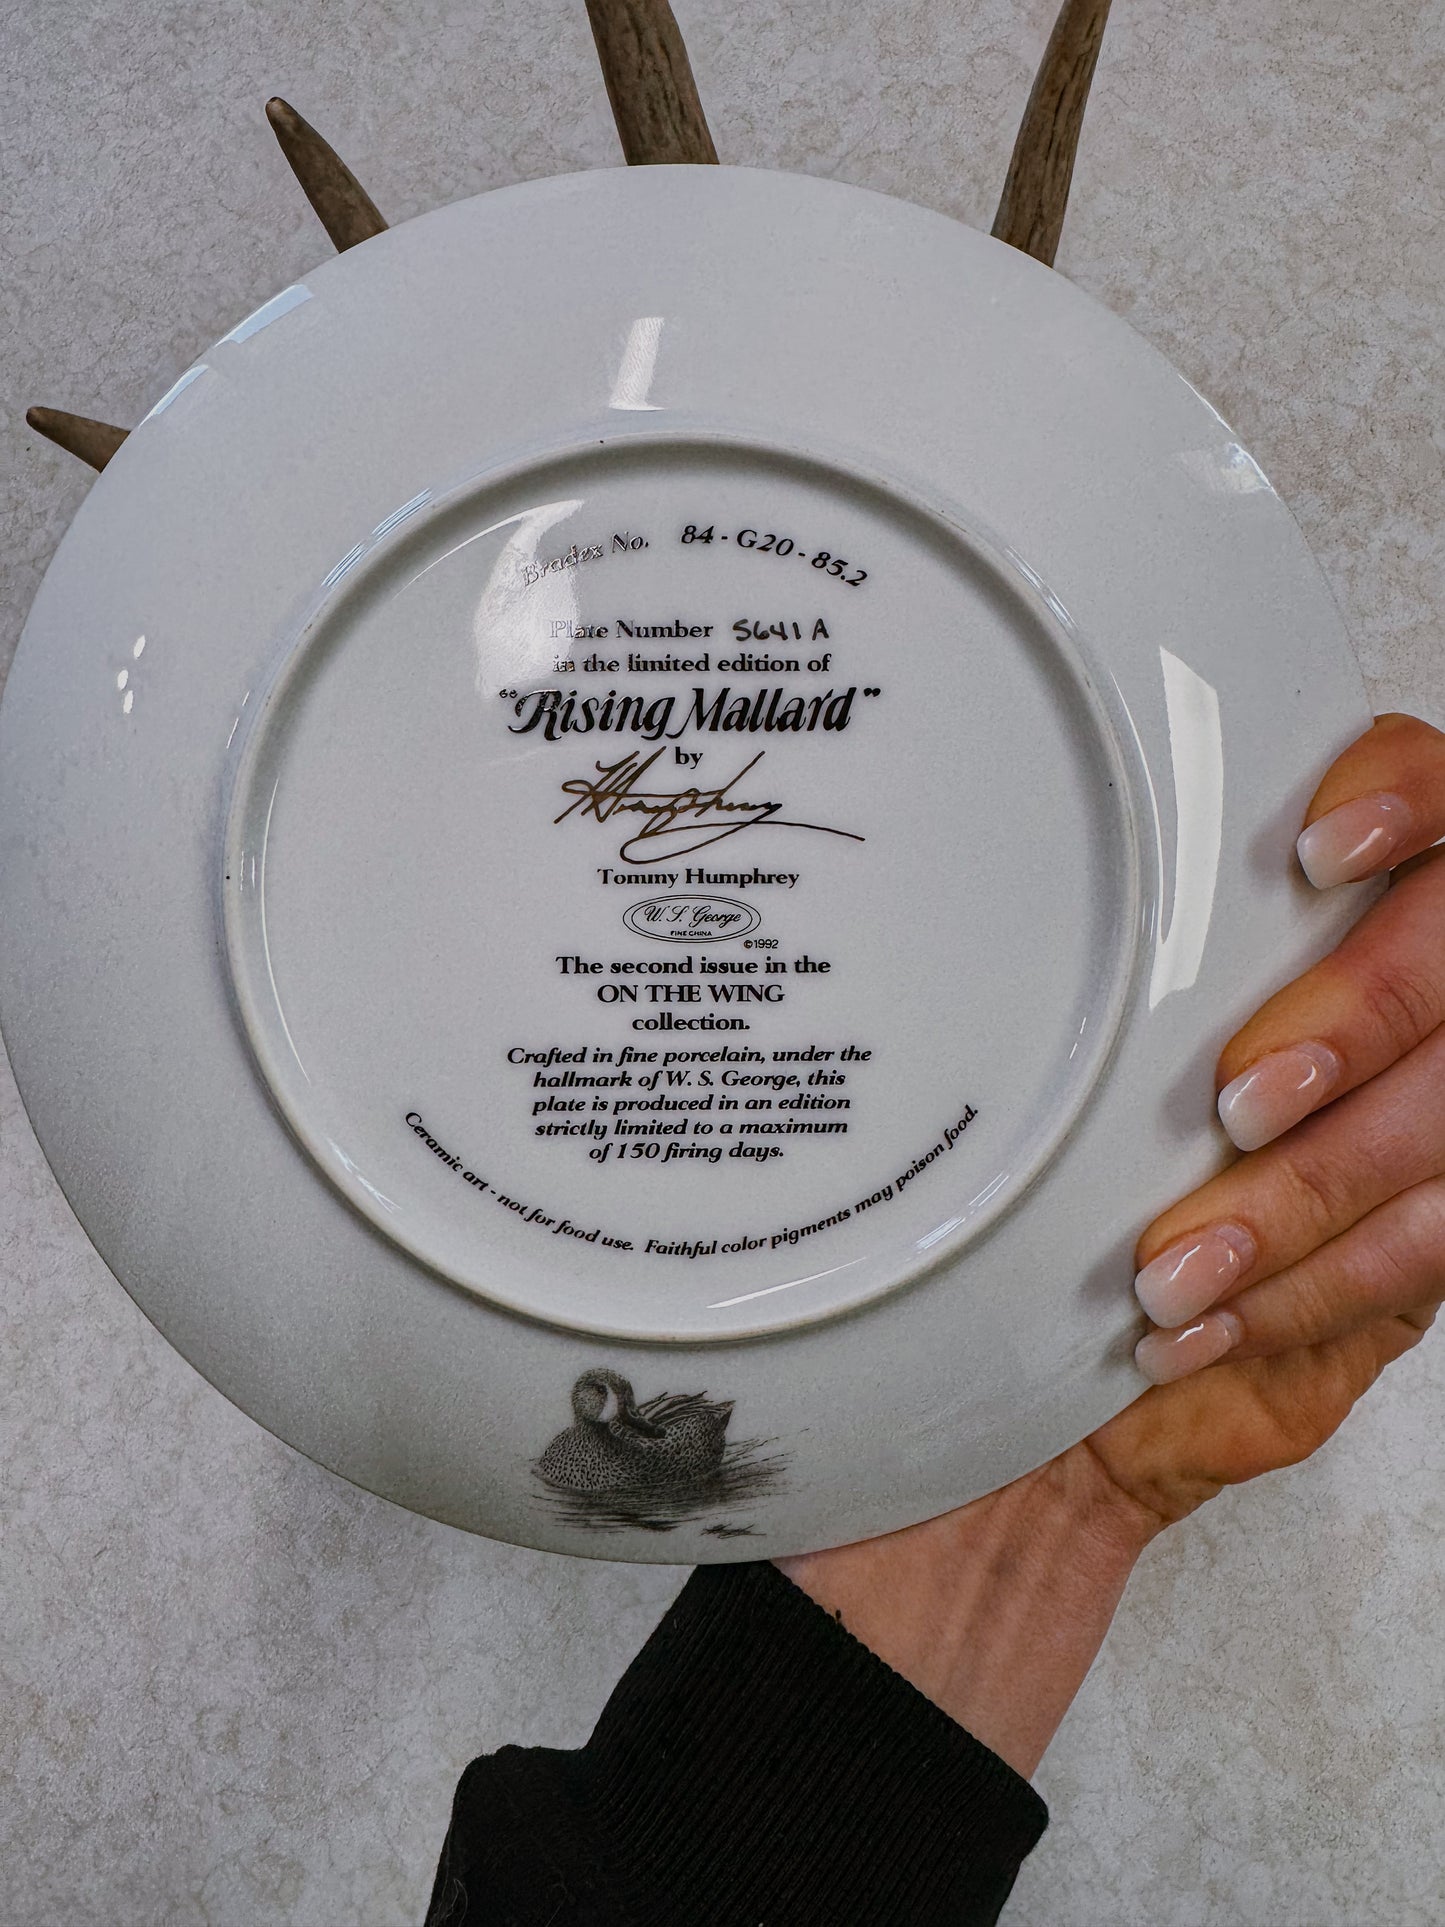 Bradex No. 84-G20-85.2
Plate Number 5641A
in the limited edition of
"Rising Mallard"
by
Tommy Humphrey
W. S. George
FINE CHINA
©1992
The second issue in the
ON THE WING
collection.
Crafted in fine porcelain, under the
hallmark of W. S. George, this
plate is produced in an edition
strictly limited to a maximum
of 150 firing days.
Ceramic art - not for food use. Faithful color pigments may poison food.